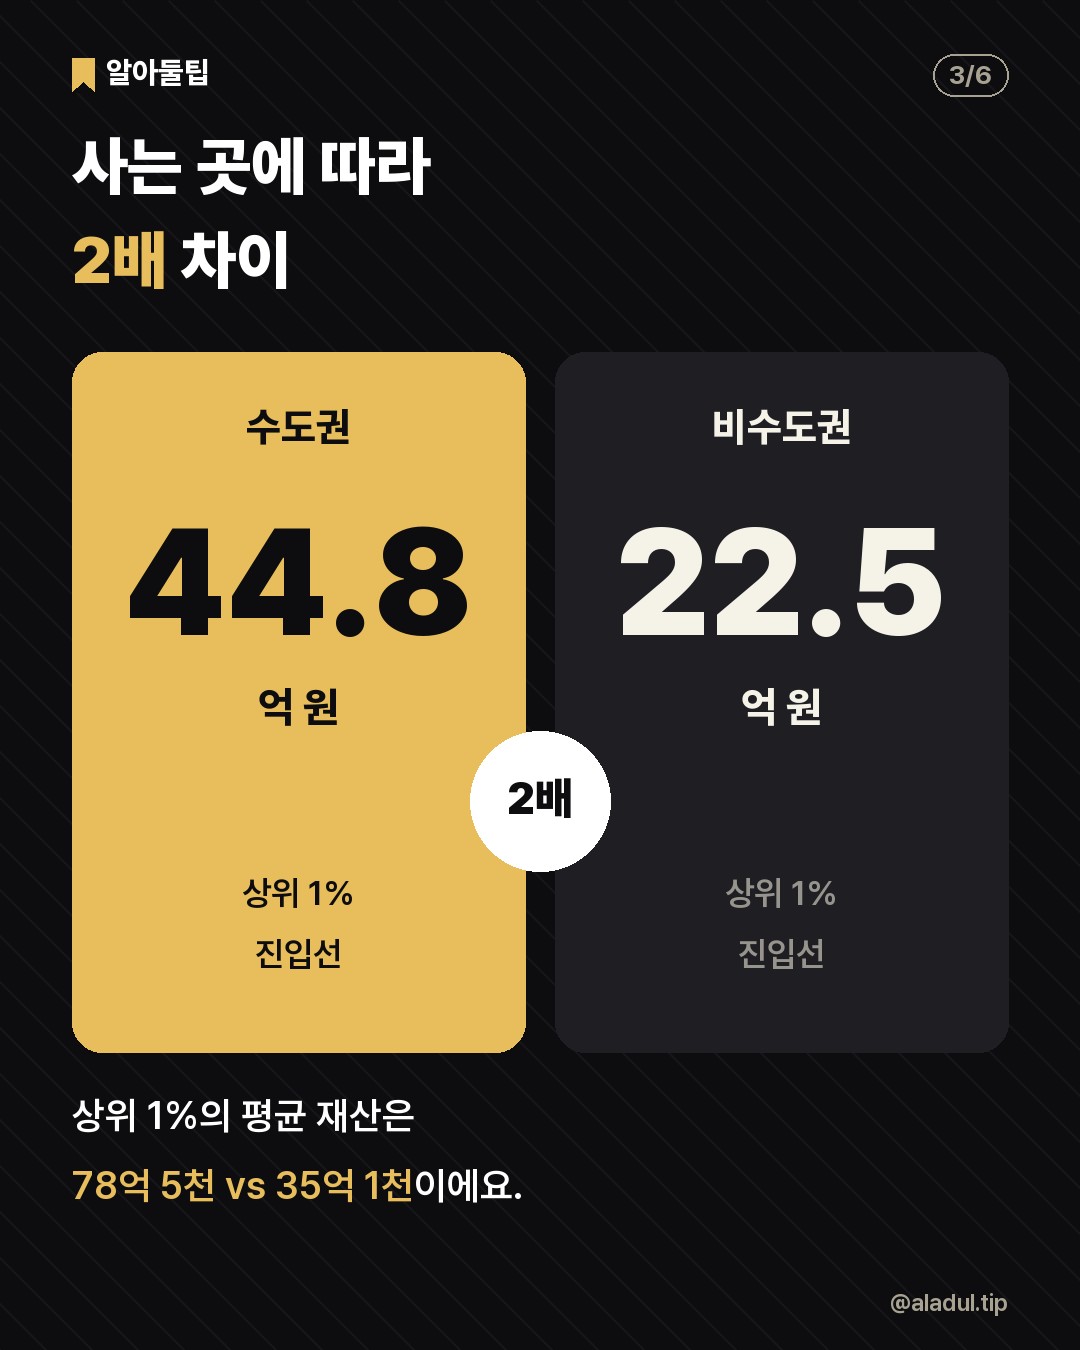 알아둘팁
3/6
사는 곳에 따라
2배 차이
수도권
44.8
억 원
상위 1%
진입선
비수도권
22.5
억 원
상위 1%
진입선
2배
상위 1%의 평균 재산은
78억 5천 vs 35억 1천이에요.
@aladul.tip